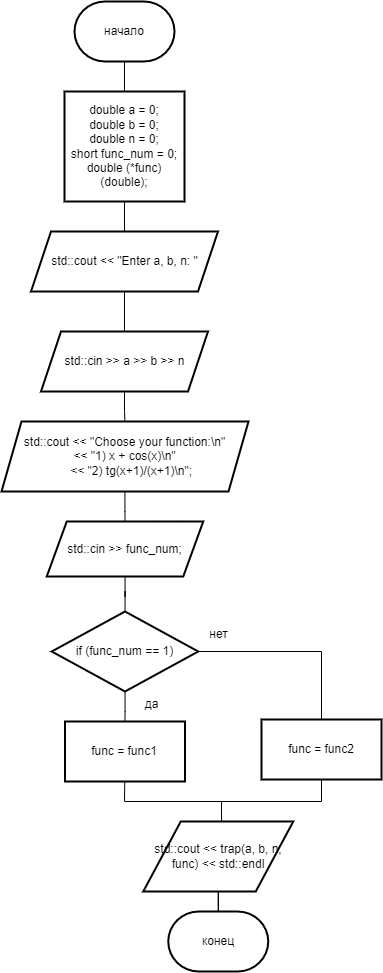 начало
double a = 0;
double b = 0;
double n = 0;
short func_num = 0;
double (*func)
(double);
std::cout << "Enter a, b, n: "
std::cin >> a >> b >> n
std::cout << "Choose your function:\n"
<< "1) x + cos(x)\n"
<< "2) tg(x+1)/(x+1)\n";
std::cin >> func_num;
if (func_num == 1)
нет
да
func = func1
func = func2
std::cout << trap(a, b, n,
func) << std::endl
конец